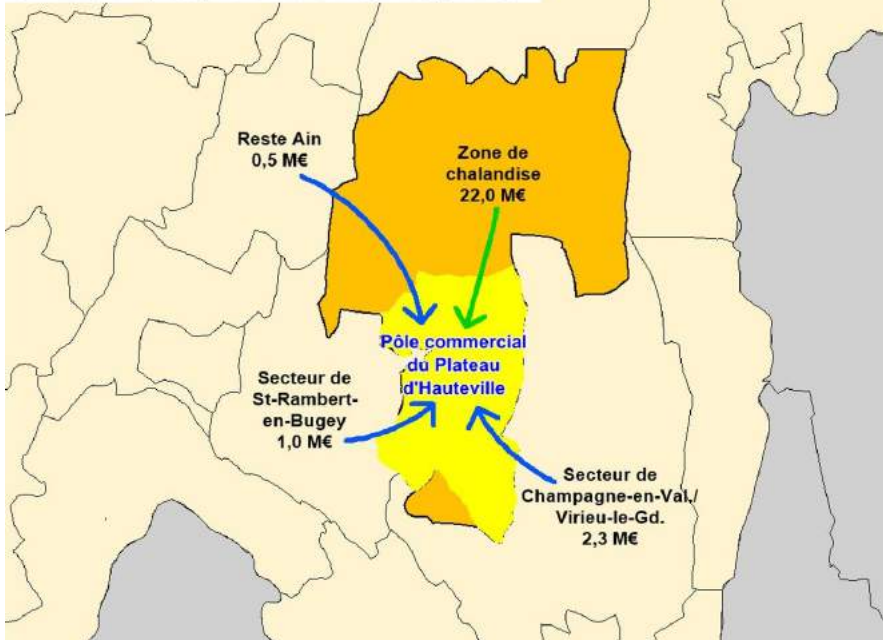 Reste Ain
0,5 M€
Zone de
chalandise
22,0 M€
Pôle commercial
du Plateau
d'Hauteville
Secteur de
St-Rambert-
en-Bugey
1,0 M€
Secteur de
Champagne-en-Val./
Virieu-le-Gd.
2,3 M€